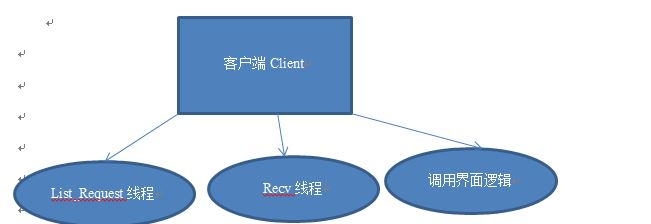 客户端 Client
List_Request 线程
Recv 线程
调用界面逻辑